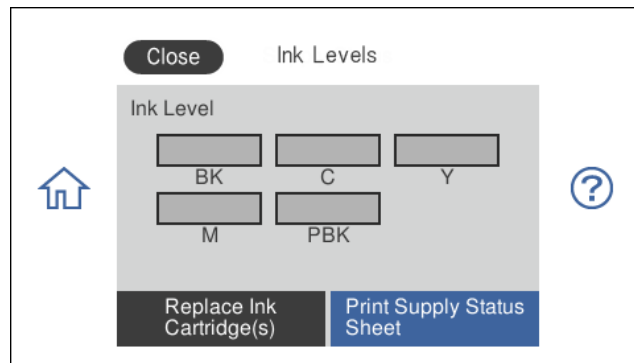 Close
Ink Levels
Ink Level
BK
C
Y
M
PBK
Replace Ink
Cartridge(s)
Print Supply Status
Sheet
?